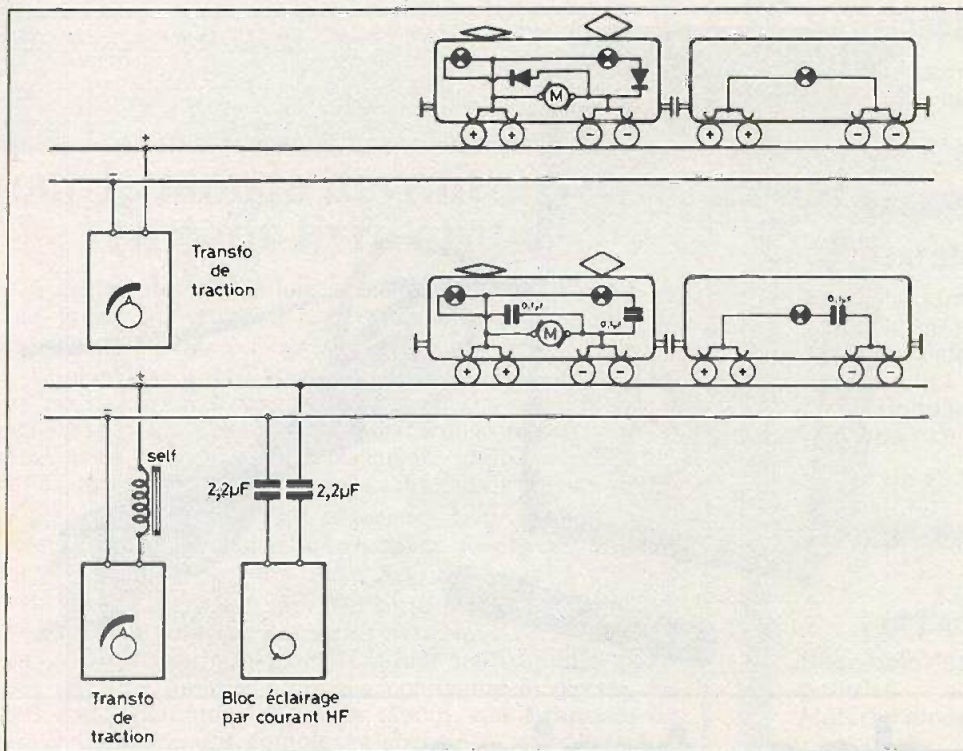 M
+ + - - + + - -
+
-
Transfo
de
traction
A
0,1µF
0,1µF
0,1µF
M
+ + - - + + - -
+
-
self
2,2µF 2,2µF
A
Transfo
de
traction
Bloc éclairage
par courant HF